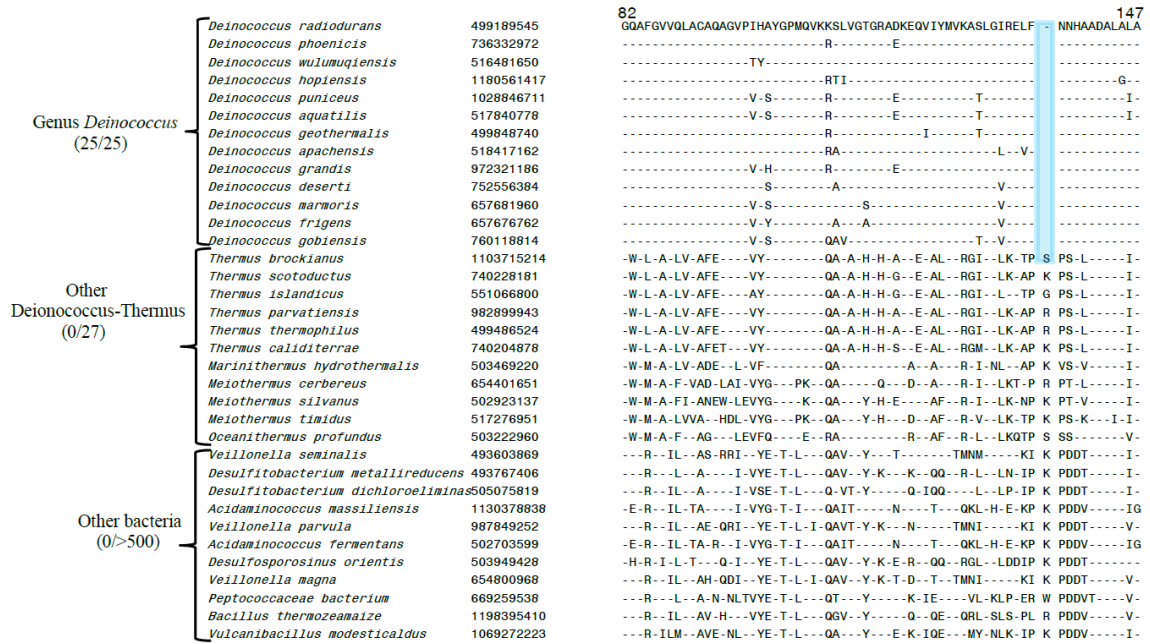 82 147
Deinococcus radiodurans 499189545 GQAFGVVQLACAQAGVPIHAYGPMQVKKSLVGTGRADKEQVIYMVKASLGIRELF - NNHAADALALA
Deinococcus phoenicis 736332972 --------------------------R--------E------------------- - -----------
Deinococcus wulumuqiensis 516481650 ----------------TY------------------------------------- - -----------
Deinococcus hopiensis 1180561417 --------------------------RTI-------------------------- - --------G--
Deinococcus puniceus 1028846711 ----------------V-S-------R--------E----------T-------- - ---------I-
Deinococcus aquatilis 517840778 ----------------V-S-------R--------E----------T-------- - ---------I-
Genus Deinococcus
(25/25)
Deinococcus geothermalis 499848740 --------------------------R------------I------T-------- - -----------
Deinococcus apachensis 518417162 --------------------------RA--------------------L--V--- - -----------
Deinococcus grandis 972321186 ----------------V-H-------R--------E------------------- - -----------
Deinococcus deserti 752556384 ------------------S--------A--------------------V------ - -----------
Deinococcus marmoris 657681960 ----------------V-S------------S----------------V------ - -----------
Deinococcus frigens 657676762 ----------------V-Y--------A---A----------------V------ - -----------
Deinococcus gobiensis 760118814 ----------------V-S-------QAV-----------------T--V----- - -----------
Thermus brockianus 1103715214 -W-L-A-LV-AFE----VY--------QA-A-H-H-A--E-AL--RGI--LK-TP S PS-L-----I-
Thermus scotoductus 740228181 -W-L-A-LV-AFE----VY--------QA-A-H-H-G--E-AL--RGI--LK-AP K PS-L-----I-
Thermus islandicus 551066800 -W-L-A-LV-AFE----AY--------QA-A-H-H-G--E-AL--RGI--L--TP G PS-L-----I-
Other
Deionococcus-Thermus
(0/27)
Thermus parvatiensis 982899943 -W-L-A-LV-AFE----VY--------QA-A-H-H-A--E-AL--RGI--LK-AP R PS-L-----I-
Thermus thermophilus 499486524 -W-L-A-LV-AFE----VY--------QA-A-H-H-A--E-AL--RGI--LK-AP R PS-L-----I-
Thermus caliditerrae 740204878 -W-L-A-LV-AFET---VY--------QA-A-H-H-S--E-AL--RGM--LK-AP K PS-L-----I-
Marinithermus hydrothermalis 503469220 -W-M-A-LV-ADE--L-VF--------QA--------A--A---R-I-NL--AP K VS-V-----I-
Meiothermus cerbereus 654401651 -W-M-A-F-VAD-LAI-VYG---PK--QA----Q---D--A---R-I--LKT-P R PT-L-----I-
Meiothermus silvanus 502923137 -W-M-A-FI-ANEW-LEVYGK---K--QA---Y-HE----AF--R-I--LK-NP K PT-V-----I-
Meiothermus timidus 517276951 -W-M-A-LVVA--HDL-VYG---PK--QA---Y-H---D--AF--R-V--LK-TP K PS-K---I-I
Oceanithermus profundus 503222960 -W-M-A-F--AG---LEVFQ---E---RA--------R--AF--R-L--LKQTP S SS------V-
Veillonella seminalis 493603869 ---R--IL--AS-RRI--YE-T-L---QAV--Y---T-------TMNM----KI K PDDT----I-
Desulfitobacterium metallireducens 493767406 ---R---L---A----I-VYE-T-L---QAV--Y-K---K--QQ--R-L--LN-IP K PDDT----I-
Desulfitobacterium dichloroeliminas 505075819 ---R--IL---A----I-VSE-T-L---Q-VT-Y----Q-IQQ----L--LP-IP K PDDT----I-
Acidaminococcus massiliensis 1130378838 -E-R--IL-TA----I-VYG-T-I---QAIT----N----T--QKL-H-E-KP K PDDV----IG
Other bacteria
(0/>500)
Veillonella parvula 987849252 ---R--IL--AE-QRI--YE-T-L-I-QAVT-Y-K---N-----TMNI----KI K PDDT----V-
Acidaminococcus fermentans 502703599 -E-R--IL-TA-R--I-VYG-T-I---QAIT----N----T--QKL-H-E-KP K PDDV----IG
Desulfosporosinus orientis 503949428 -H-R-I-L-T---Q--I-VYE-T-L---QAV--Y-K-ER--QQ--RGL--LDDIP K PDDT----I-
Veillonella magna 654800968 ---R--IL--AH-QDI--YE-T-L-I-QAV--Y-K-T-D--T--TMNI----KI K PDDT----V-
Peptococcaceae bacterium 669259538 ---R---L---A-N-NLTVYE-T-L---QT---Y----K-IE----VL-KLP-ER W PDDVT----V-
Bacillus thermozeamaize 1198395410 ---R--IL--AV-H---VYE-T-L---QGV--Y----Q--QE--QRL-SLS-PL R PDDV----I-
Vulcanibacillus modesticaldus 1069272223 ---R-ILM--AVE-NL--YE-T-L---QA---Y---E-K-IQE---MY-NLK-IP K PDDV----I-